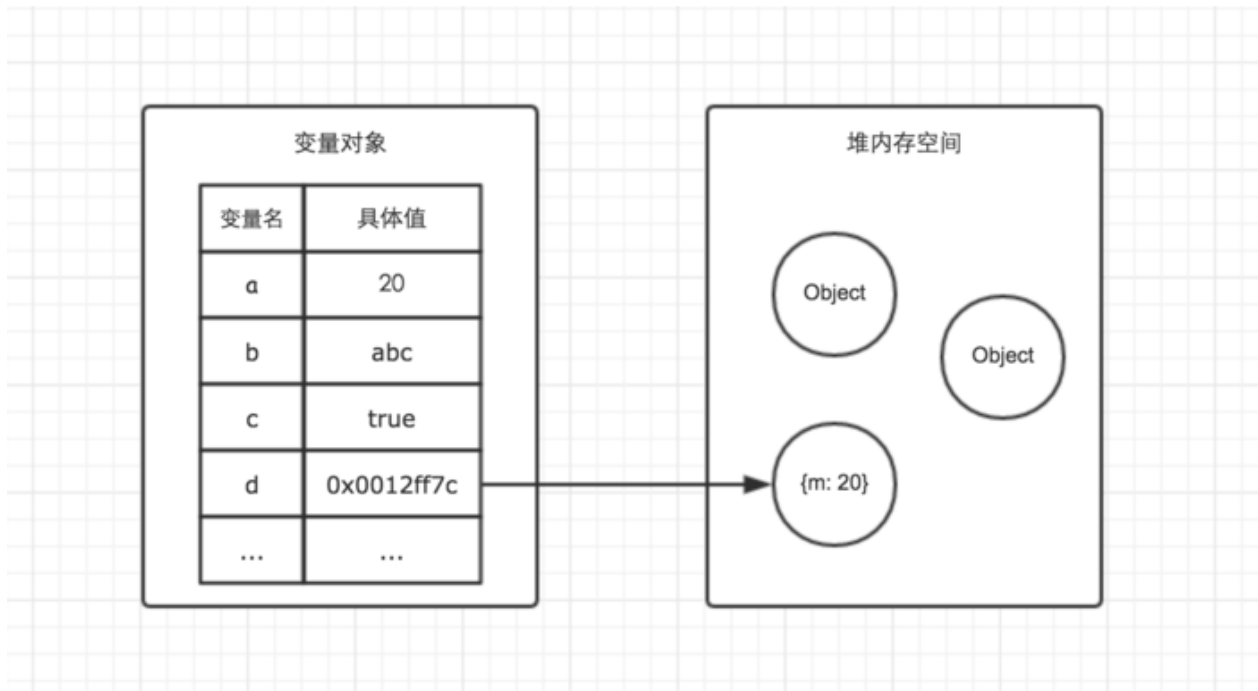 变量对象
变量名 具体值
a 20
b abc
c true
d 0x0012ff7c
... ...
堆内存空间
Object
Object
{m: 20}